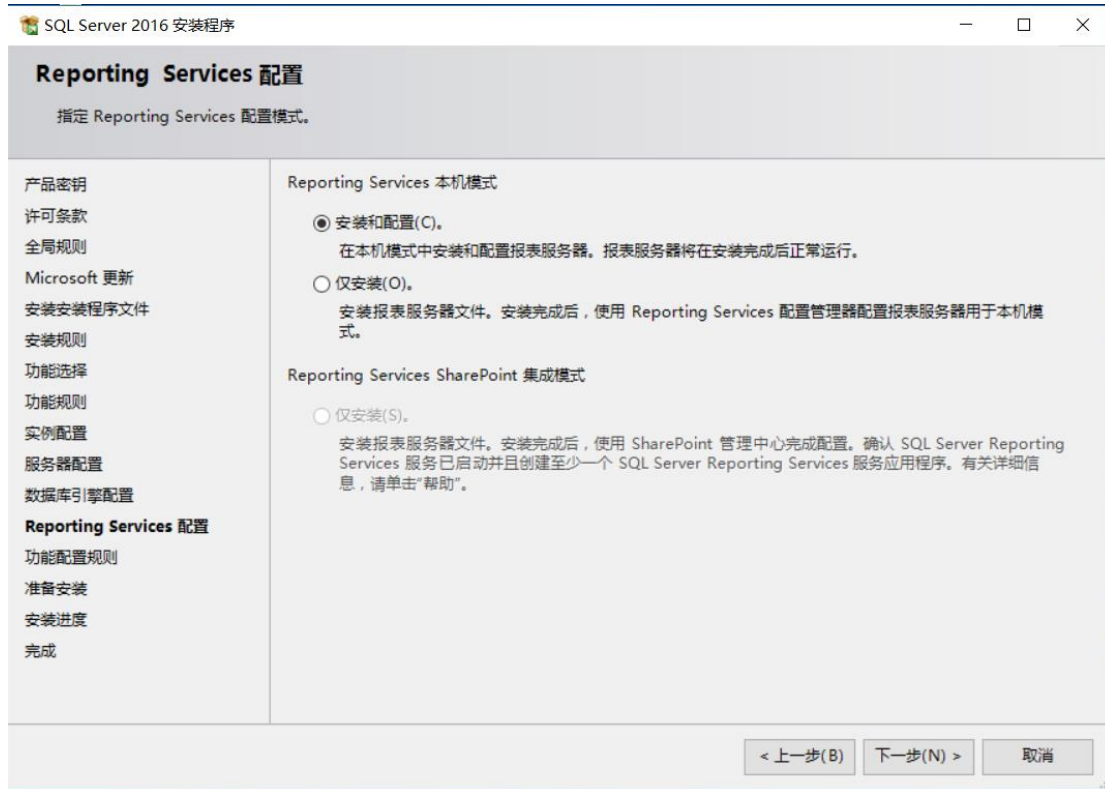 SQL Server 2016 安装程序
Reporting Services 配置
指定 Reporting Services 配置模式。
产品密钥
许可条款
全局规则
Microsoft 更新
安装安装程序文件
安装规则
功能选择
功能规则
实例配置
服务器配置
数据库引擎配置
Reporting Services 配置
功能配置规则
准备安装
安装进度
完成
Reporting Services 本机模式
安装和配置(C)。
在本机模式中安装和配置报表服务器。报表服务器将在安装完成后正常运行。
仅安装(O)。
安装报表服务器文件。安装完成后，使用 Reporting Services 配置管理器配置报表服务器用于本机模
式。
Reporting Services SharePoint 集成模式
仅安装(S)。
安装报表服务器文件。安装完成后，使用 SharePoint 管理中心完成配置。确认 SQL Server Reporting
Services 服务已启动并且创建至少一个 SQL Server Reporting Services 服务应用程序。有关详细信
息，请单击“帮助”。
< 上一步(B)
下一步(N) >
取消